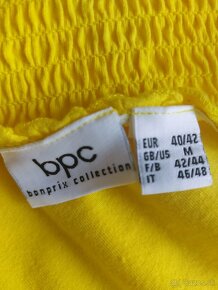 bpc
bonprix collection
EUR 40/42
GB/US M
F/B 42/44
IT 46/48